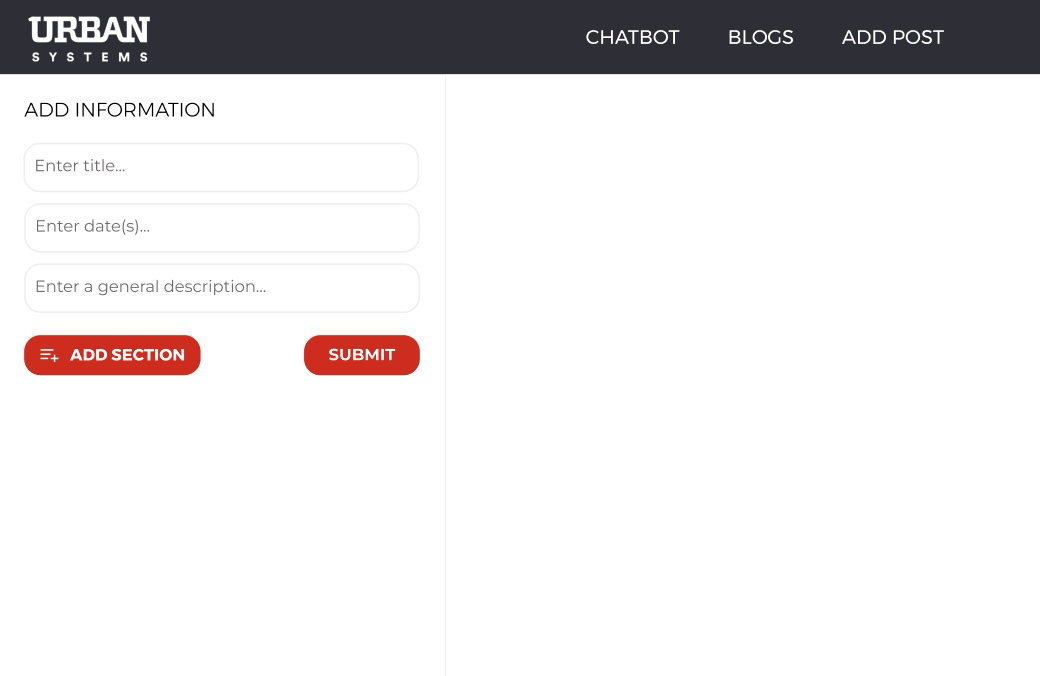 URBAN
SYSTEMS
CHATBOT BLOGS ADD POST
ADD INFORMATION
Enter title...
Enter date(s)...
Enter a general description...
ADD SECTION SUBMIT